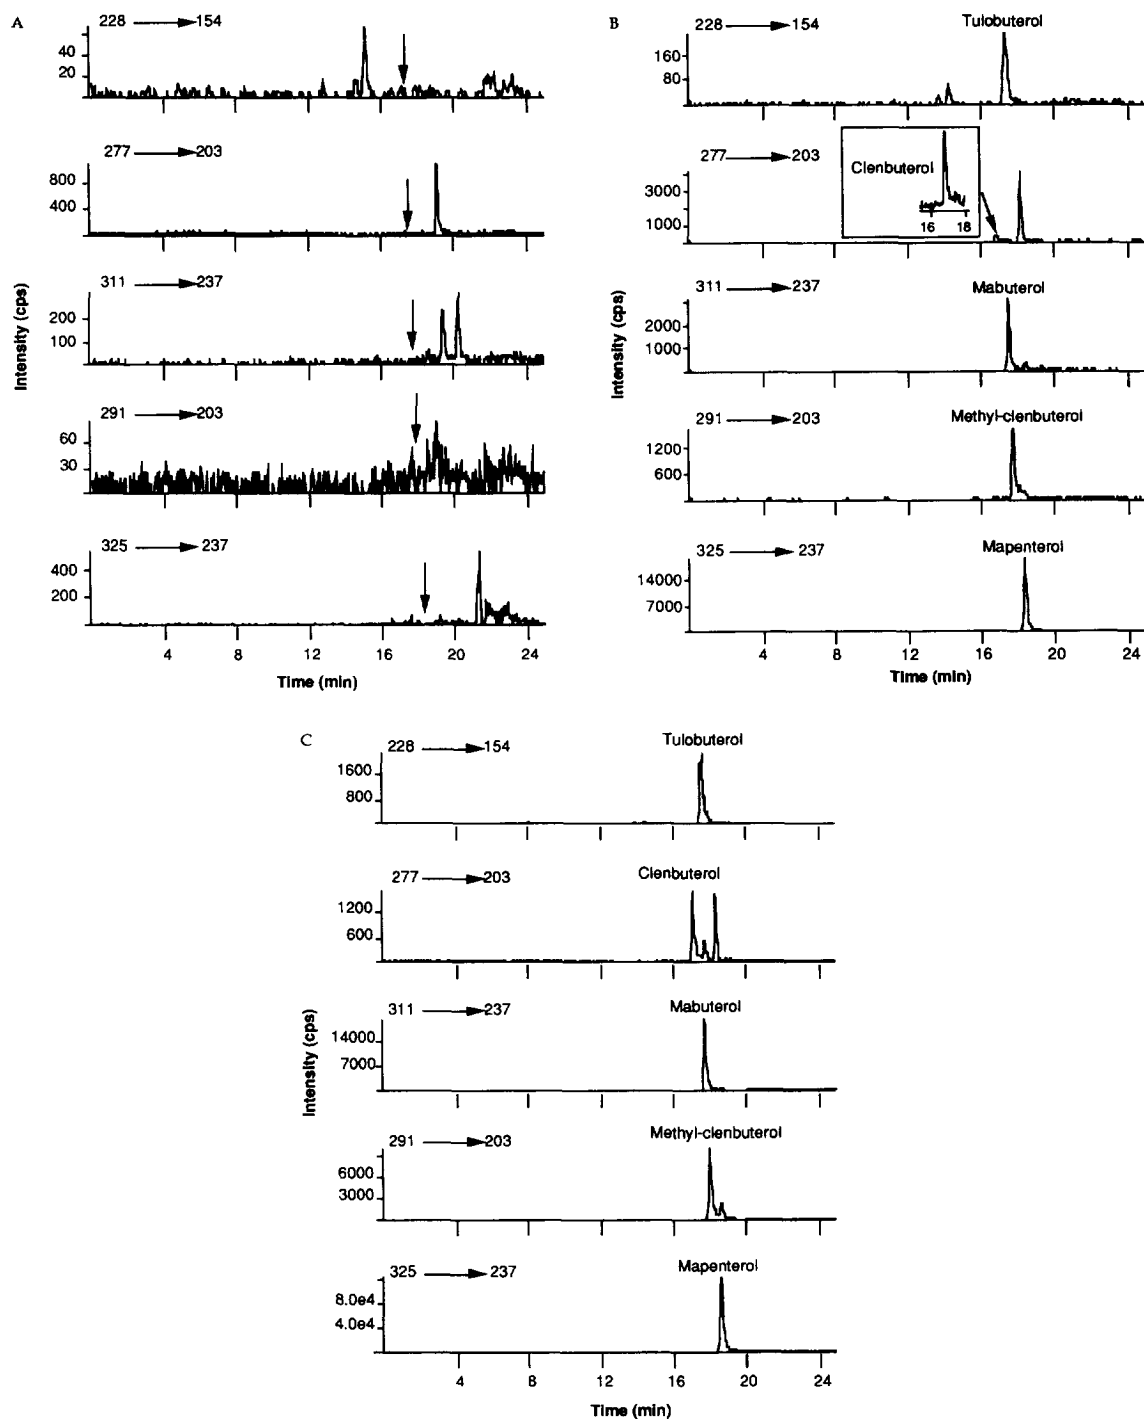 A
228 154
40
20
277 203
800
400
311 237
200
100
291 203
60
30
325 237
400
200
4 8 12 16 20 24
Time (min)
Intensity (cps)
B
228 154 Tulobuterol
160
80
277 203
Clenbuterol
16 18
3000
1000
311 237 Mabuterol
2000
1000
291 203 Methyl-clenbuterol
1200
600
325 237 Mapenterol
14000
7000
4 8 12 16 20 24
Time (min)
Intensity (cps)
C
228 154 Tulobuterol
1600
800
277 203 Clenbuterol
1200
600
311 237 Mabuterol
14000
7000
291 203 Methyl-clenbuterol
6000
3000
325 237 Mapenterol
8.0e4
4.0e4
4 8 12 16 20 24
Time (min)
Intensity (cps)